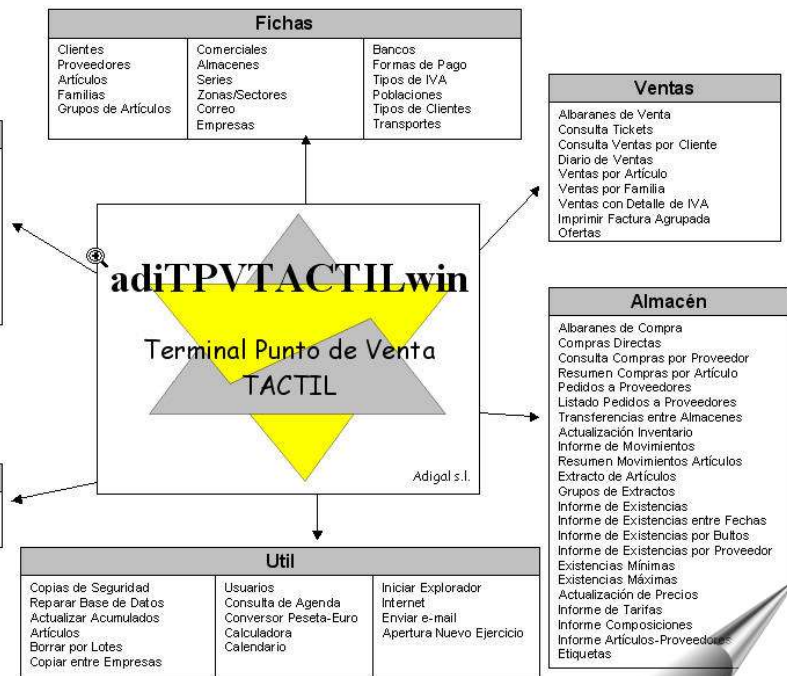 Fichas
Clientes
Proveedores
Artículos
Familias
Grupos de Artículos
Comerciales
Almacenes
Series
Zonas/Sectores
Correo
Empresas
Bancos
Formas de Pago
Tipos de IVA
Poblaciones
Tipos de Clientes
Transportes
Ventas
Albaranes de Venta
Consulta Tickets
Consulta Ventas por Cliente
Diario de Ventas
Ventas por Artículo
Ventas por Familia
Ventas con Detalle de IVA
Imprimir Factura Agrupada
Ofertas
adiTPVTACTILwin
Terminal Punto de Venta
TACTIL
Adigal s.l.
Almacén
Albaranes de Compra
Compras Directas
Consulta Compras por Proveedor
Resumen Compras por Artículo
Pedidos a Proveedores
Listado Pedidos a Proveedores
Transferencias entre Almacenes
Actualización Inventario
Informe de Movimientos
Resumen Movimientos Artículos
Extracto de Artículos
Grupos de Extractos
Informe de Existencias
Informe de Existencias entre Fechas
Informe de Existencias por Bultos
Informe de Existencias por Proveedor
Existencias Mínimas
Existencias Máximas
Actualización de Precios
Informe de Tarifas
Informe Composiciones
Informe Artículos-Proveedores
Etiquetas
Util
Copias de Seguridad
Reparar Base de Datos
Actualizar Acumulados
Artículos
Borrar por Lotes
Copiar entre Empresas
Usuarios
Consulta de Agenda
Conversor Peseta-Euro
Calculadora
Calendario
Iniciar Explorador
Internet
Enviar e-mail
Apertura Nuevo Ejercicio